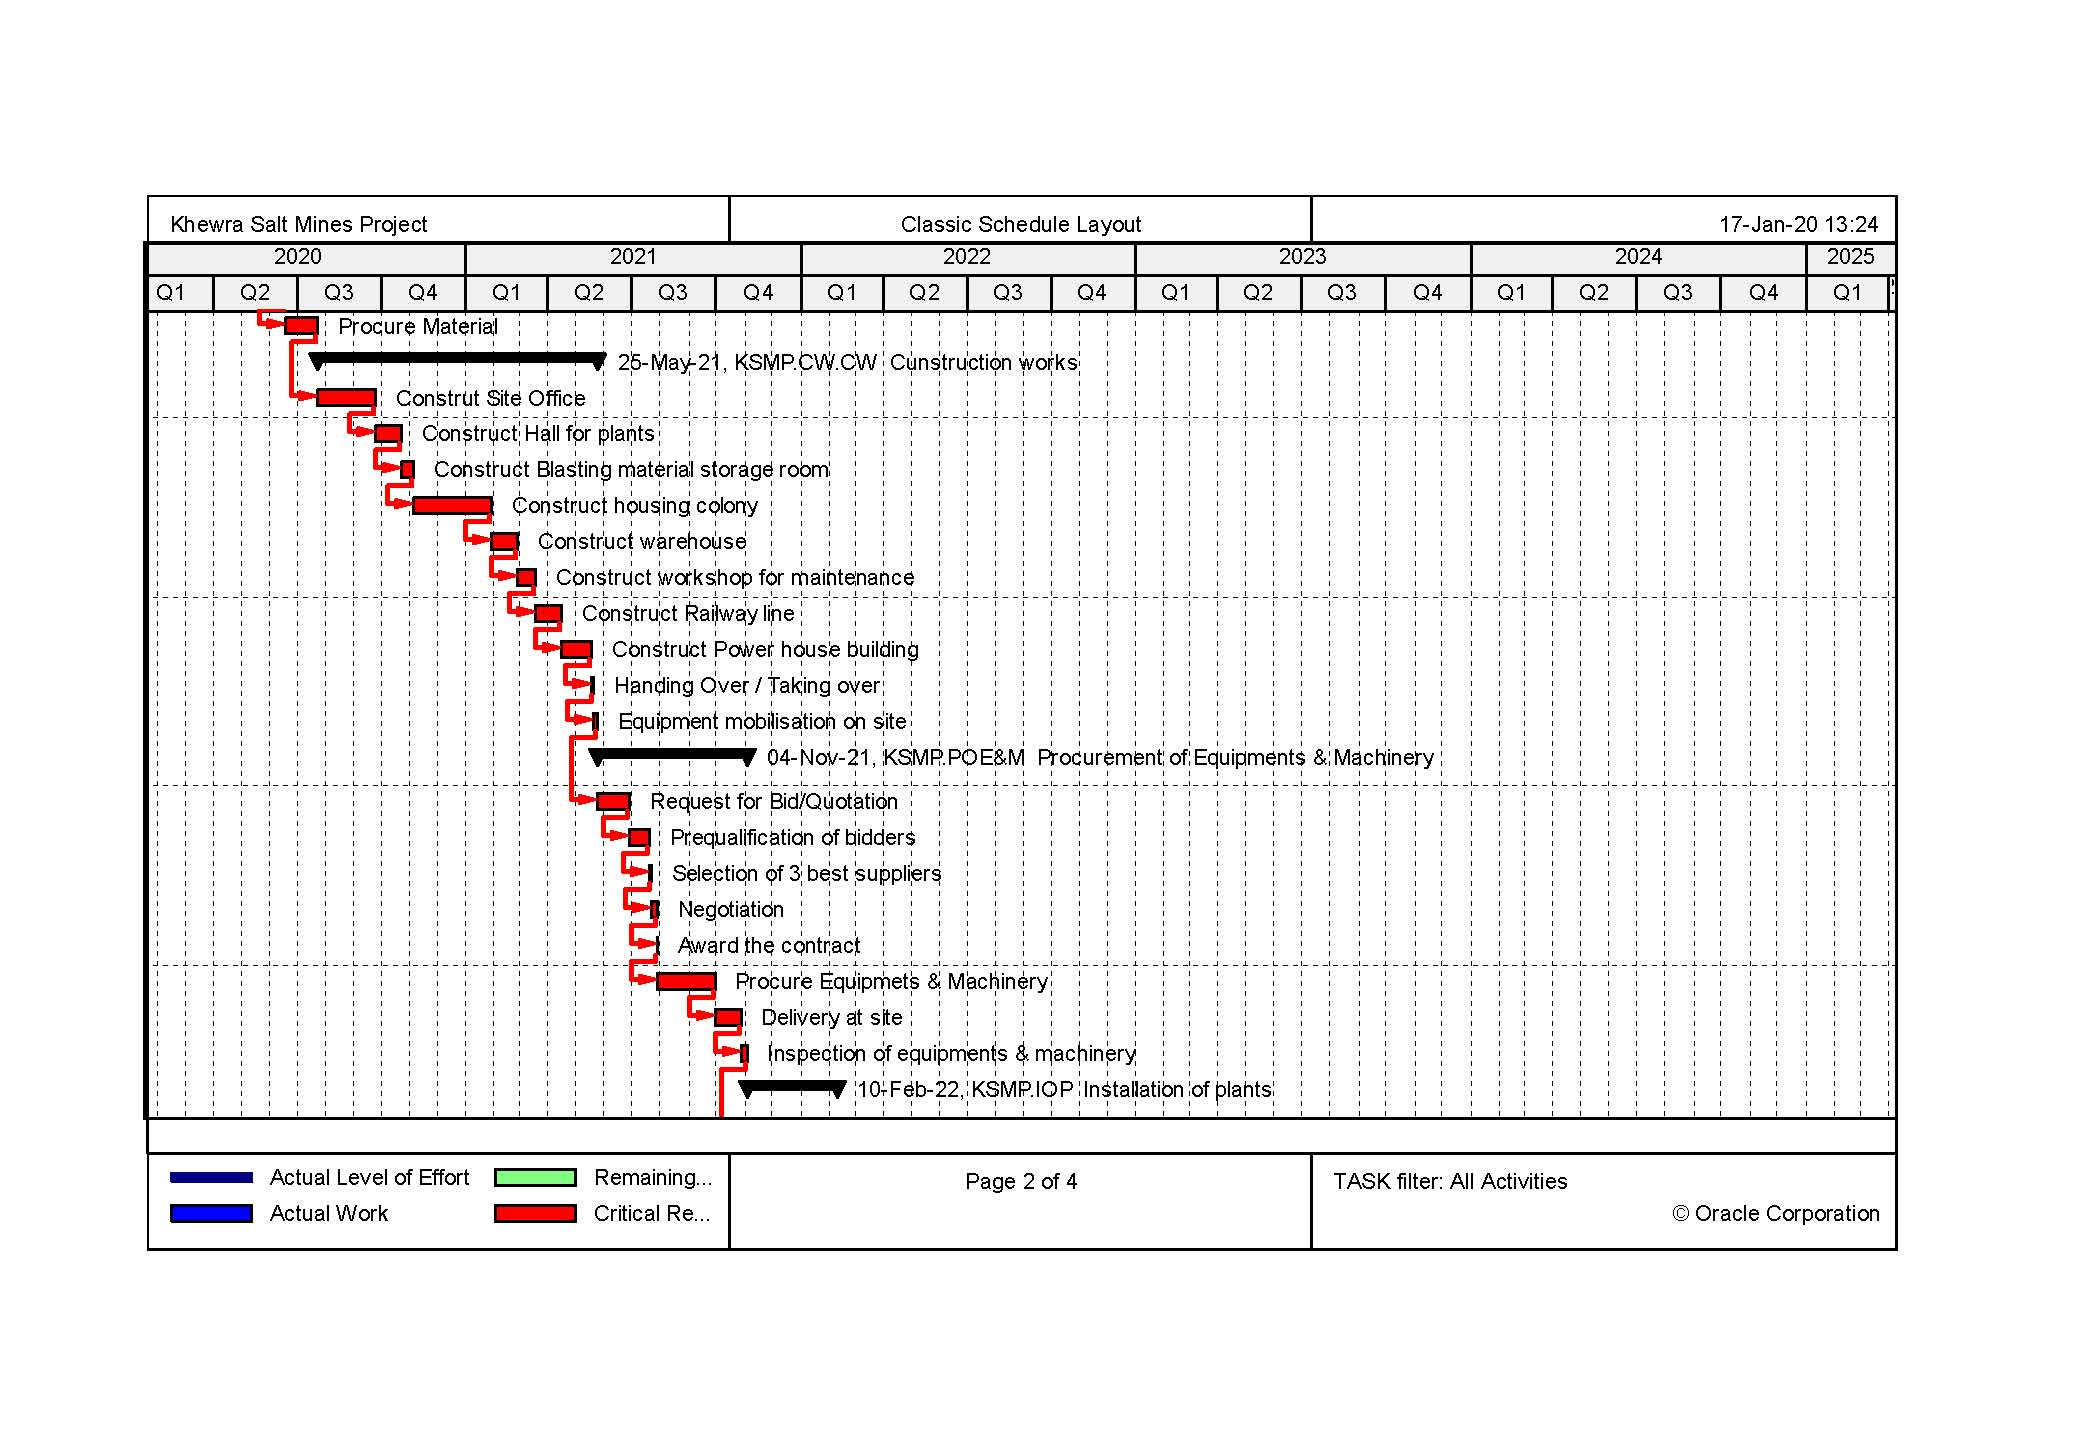 Khewra Salt Mines Project Classic Schedule Layout 17-Jan-20 13:24
2020 2021 2022 2023 2024 2025
Q1 Q2 Q3 Q4 Q1 Q2 Q3 Q4 Q1 Q2 Q3 Q4 Q1 Q2 Q3 Q4 Q1 Q2 Q3 Q4 Q1
Procure Material
25-May-21, KSMP.CW.CW Cunstruction works
Construt Site Office
Construct Hall for plants
Construct Blasting material storage room
Construct housing colony
Construct warehouse
Construct workshop for maintenance
Construct Railway line
Construct Power house building
Handing Over / Taking over
Equipment mobilisation on site
04-Nov-21, KSMP.POE&M Procurement of Equipments & Machinery
Request for Bid/Quotation
Prequalification of bidders
Selection of 3 best suppliers
Negotiation
Award the contract
Procure Equipmets & Machinery
Delivery at site
Inspection of equipments & machinery
10-Feb-22, KSMP.IOP Installation of plants
Actual Level of Effort Remaining... Page 2 of 4 TASK filter: All Activities
Actual Work Critical Re... © Oracle Corporation